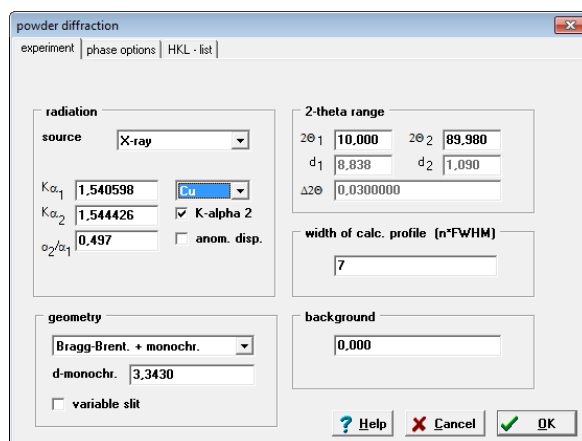 powder diffraction
experiment phase options HKL - list
radiation
source X-ray
Kα1 1,540598 Cu
Kα2 1,544426 K-alpha 2
α2/α1 0,497 anom. disp.
geometry
Bragg-Brent. + monochr.
d-monochr. 3,3430
variable slit
2-theta range
2Θ1 10,000 2Θ2 89,980
d1 8,838 d2 1,090
Δ2Θ 0,0300000
width of calc. profile (n*FWHM)
7
background
0,000
? Help Cancel OK